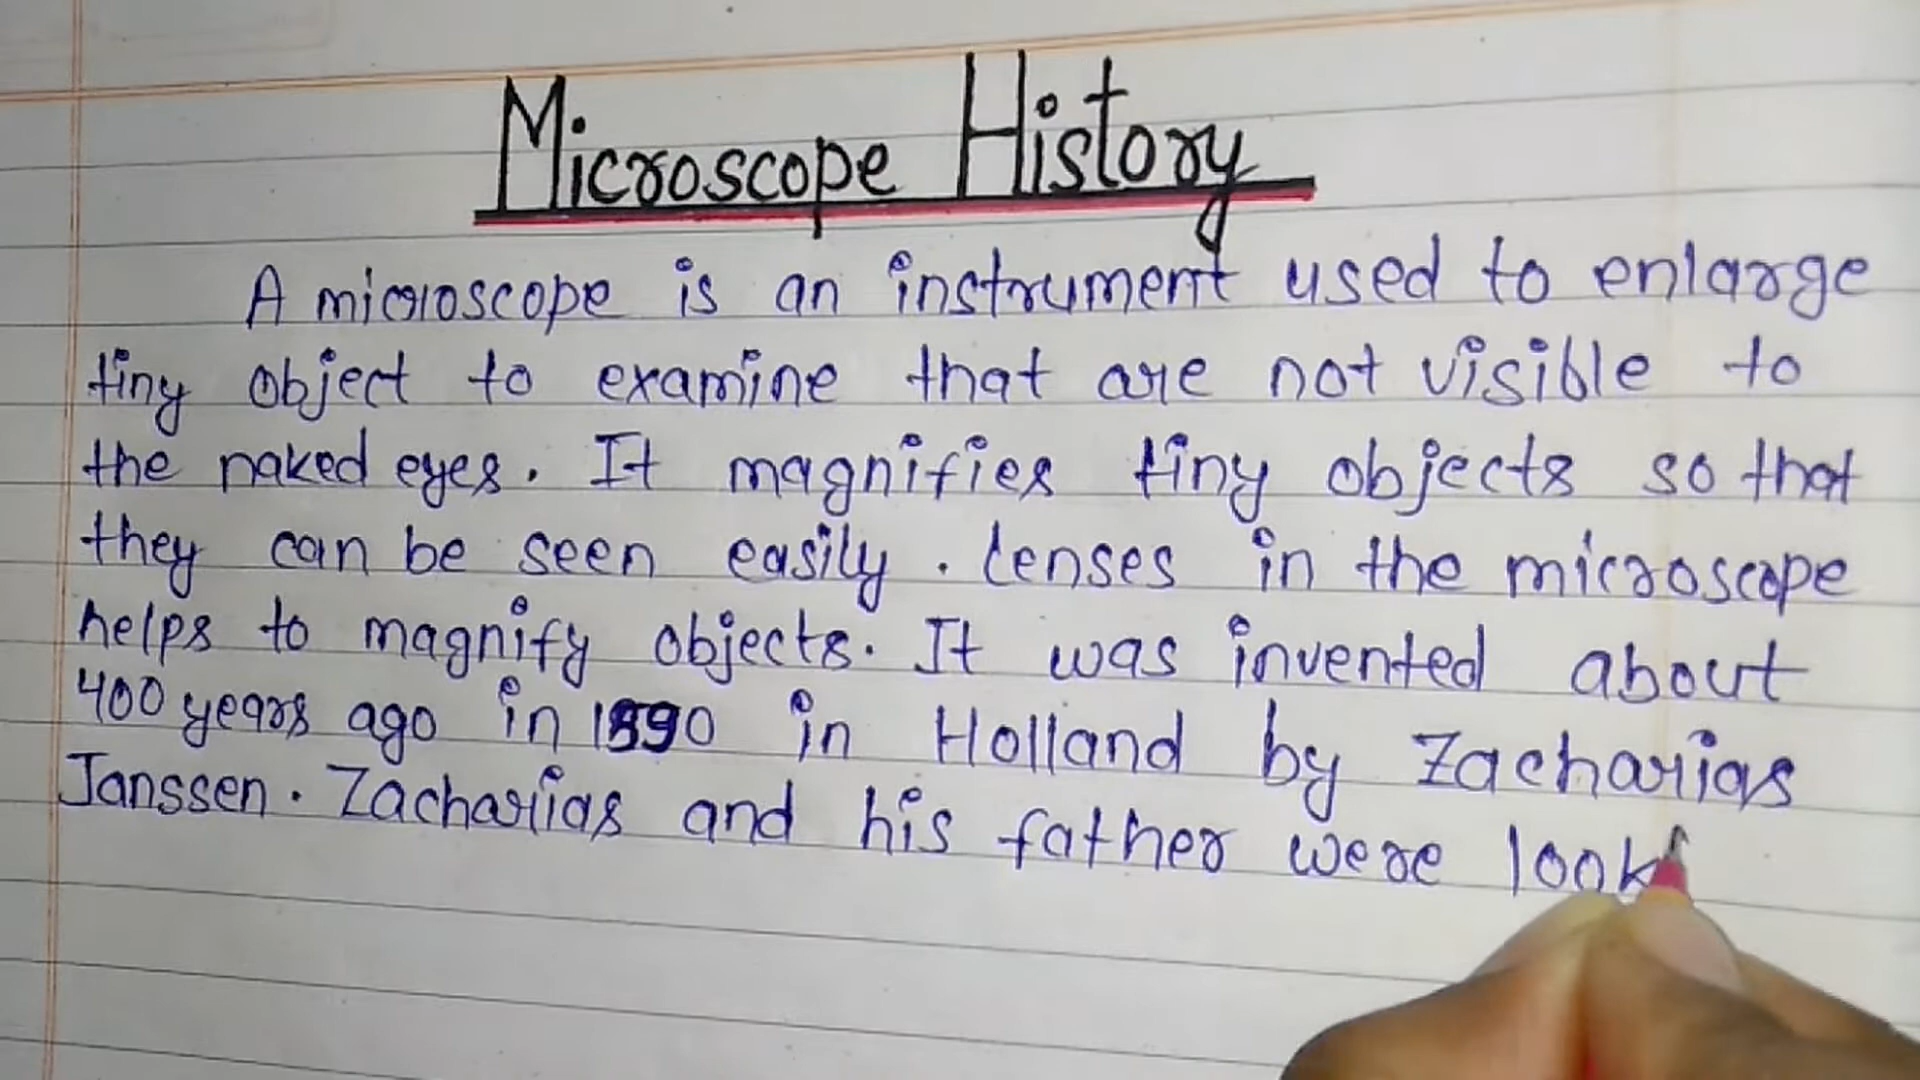 Microscope History
A microscope is an instrument used to enlarge
tiny object to examine that are not visible to
the naked eyes. It magnifies tiny objects so that
they can be seen easily. Lenses in the microscope
helps to magnify objects. It was invented about
400 years ago in 1590 in Holland by Zacharias
Janssen. Zacharias and his father were look